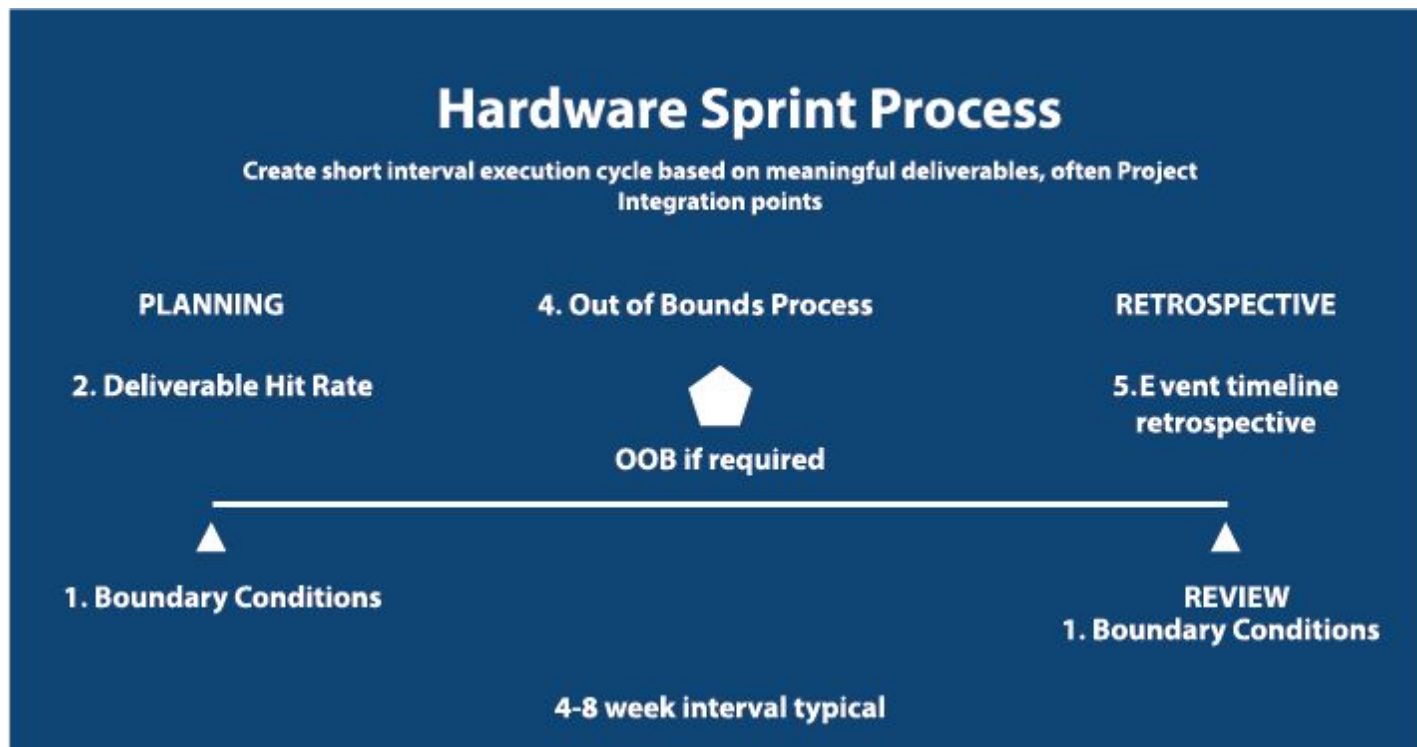 Hardware Sprint Process
Create short interval execution cycle based on meaningful deliverables, often Project
Integration points
PLANNING
4. Out of Bounds Process
RETROSPECTIVE
2. Deliverable Hit Rate
5.E vent timeline
retrospective
OOB if required
1. Boundary Conditions
REVIEW
1. Boundary Conditions
4-8 week interval typical